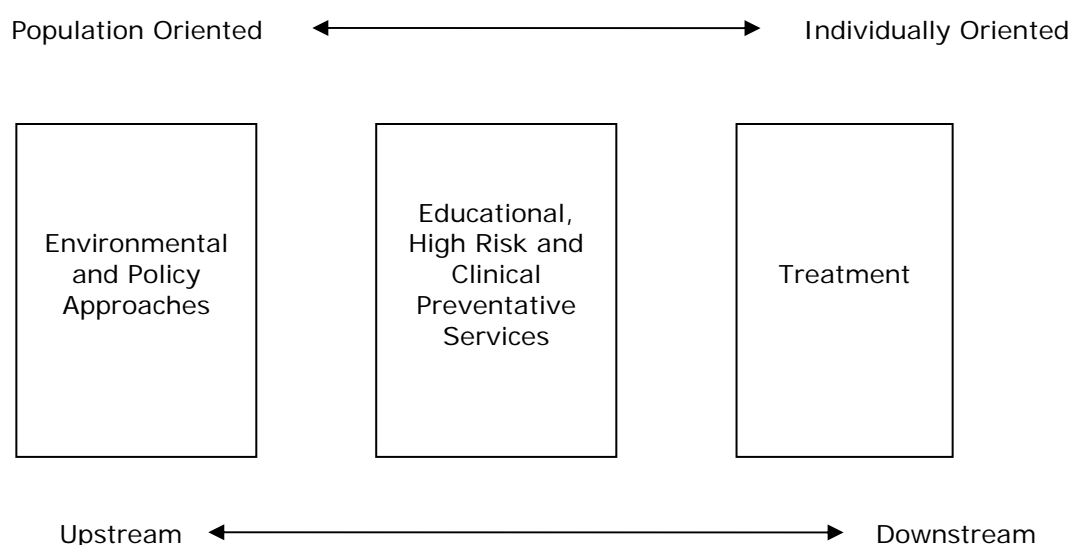 Population Oriented
Individually Oriented
Environmental
and Policy
Approaches
Educational,
High Risk and
Clinical
Preventative
Services
Treatment
Upstream
Downstream